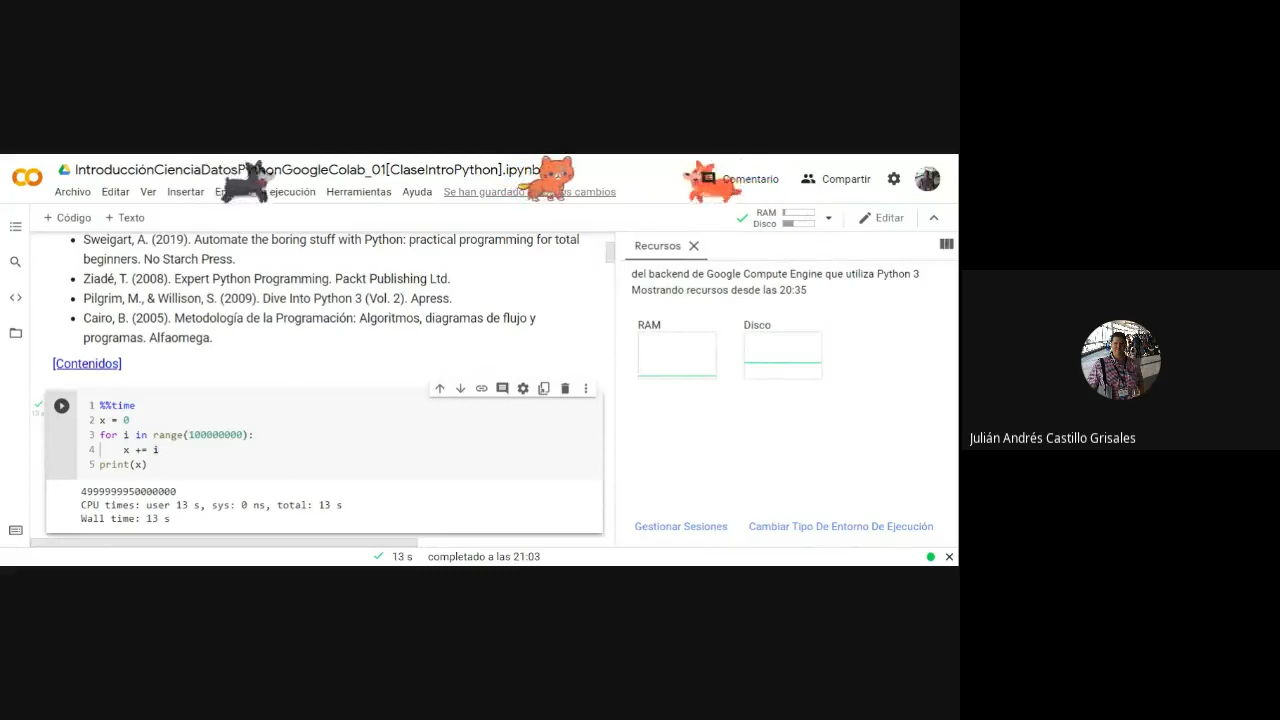 IntroducciónCienciaDatosPythonGoogleColab_01[ClaseIntroPython].ipynb
Comentario
Compartir
Archivo Editar Ver Insertar ejecución Herramientas Ayuda Se han guardado cambios
+ Código + Texto
RAM
Disco
Editar
Sweigart, A. (2019). Automate the boring stuff with Python: practical programming for total
beginners. No Starch Press.
Ziadé, T. (2008). Expert Python Programming. Packt Publishing Ltd.
Pilgrim, M., & Willison, S. (2009). Dive Into Python 3 (Vol. 2). Apress.
Cairo, B. (2005). Metodología de la Programación: Algoritmos, diagramas de flujo y
programas. Alfaomega.
[Contenidos]
13 s
1 %%time
2 x = 0
3 for i in range(100000000):
4 x += i
5 print(x)
4999999950000000
CPU times: user 13 s, sys: 0 ns, total: 13 s
Wall time: 13 s
Recursos
del backend de Google Compute Engine que utiliza Python 3
Mostrando recursos desde las 20:35
RAM Disco
Gestionar Sesiones Cambiar Tipo De Entorno De Ejecución
13 s completado a las 21:03
Julián Andrés Castillo Grisales